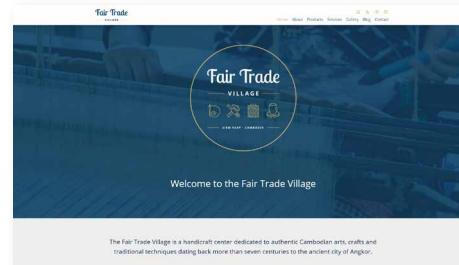 Fair Trade
VILLAGE
Home About Products Services Gallery Blog Contact
Fair Trade
VILLAGE
SIEM REAP - CAMBODIA
Welcome to the Fair Trade Village
The Fair Trade Village is a handicraft center dedicated to authentic Cambodian arts, crafts and
traditional techniques dating back more than seven centuries to the ancient city of Angkor.